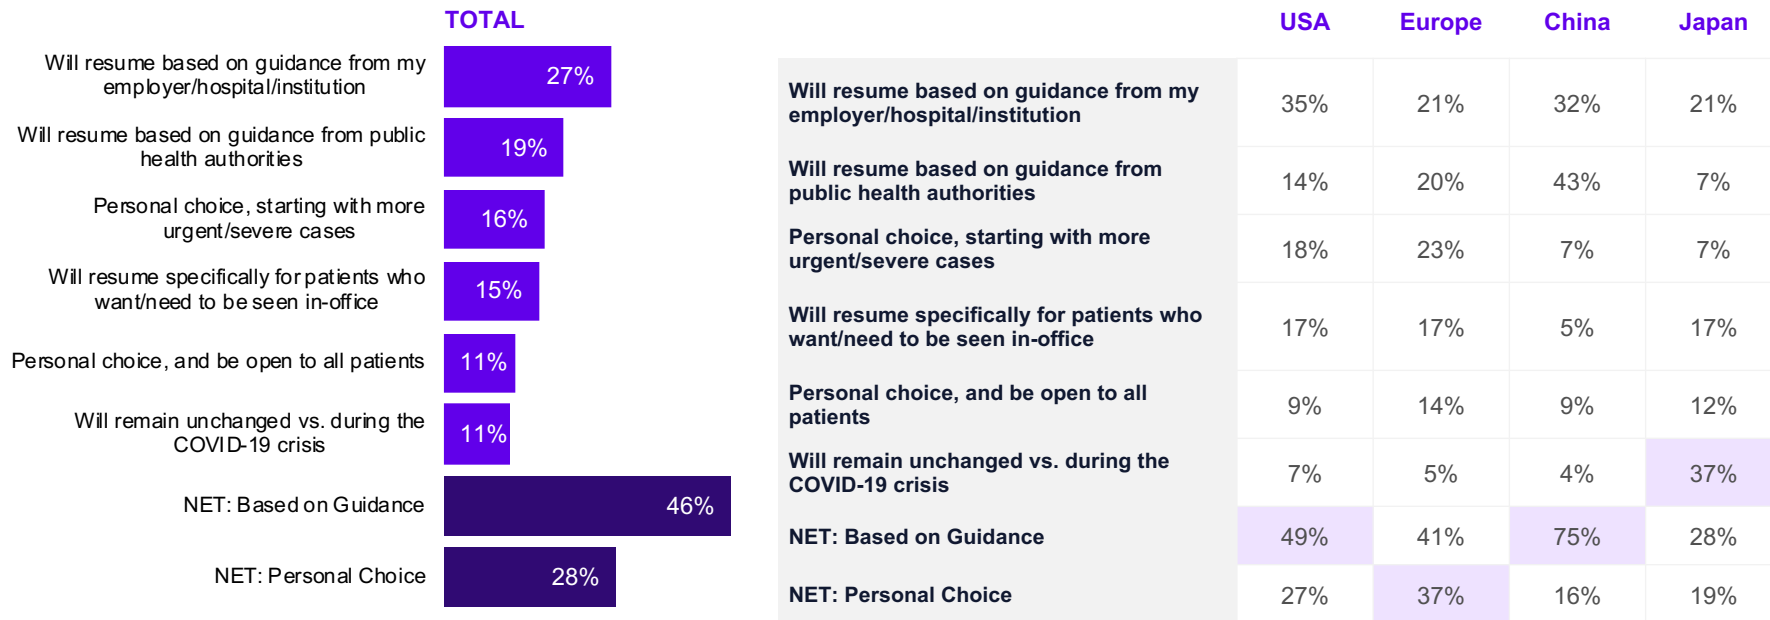 TOTAL
Will resume based on guidance from my
employer/hospital/institution
27%
Will resume based on guidance from public
health authorities
19%
Personal choice, starting with more
urgent/severe cases
16%
Will resume specifically for patients who
want/need to be seen in-office
15%
Personal choice, and be open to all patients
11%
Will remain unchanged vs. during the
COVID-19 crisis
11%
NET: Based on Guidance
46%
NET: Personal Choice
28%
USA Europe China Japan
Will resume based on guidance from my
employer/hospital/institution
35% 21% 32% 21%
Will resume based on guidance from
public health authorities
14% 20% 43% 7%
Personal choice, starting with more
urgent/severe cases
18% 23% 7% 7%
Will resume specifically for patients who
want/need to be seen in-office
17% 17% 5% 17%
Personal choice, and be open to all
patients
9% 14% 9% 12%
Will remain unchanged vs. during the
COVID-19 crisis
7% 5% 4% 37%
NET: Based on Guidance
49% 41% 75% 28%
NET: Personal Choice
27% 37% 16% 19%